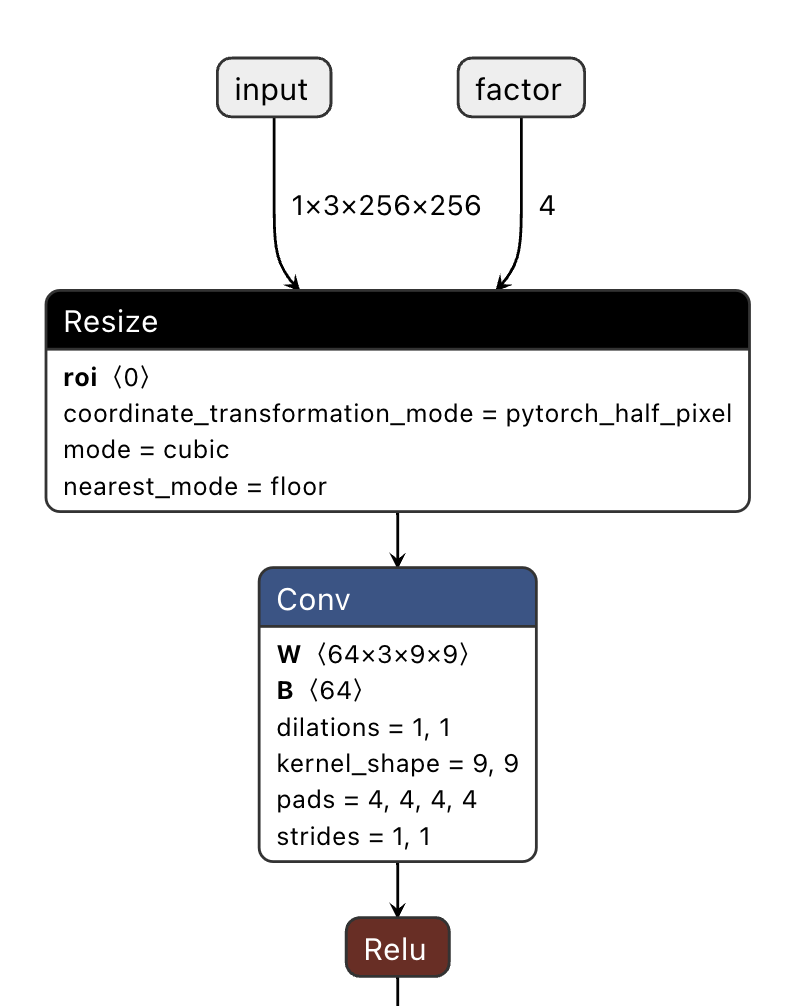 input
factor
1×3×256×256
4
Resize
roi 〈0〉
coordinate_transformation_mode = pytorch_half_pixel
mode = cubic
nearest_mode = floor
Conv
W 〈64×3×9×9〉
B 〈64〉
dilations = 1, 1
kernel_shape = 9, 9
pads = 4, 4, 4, 4
strides = 1, 1
Relu